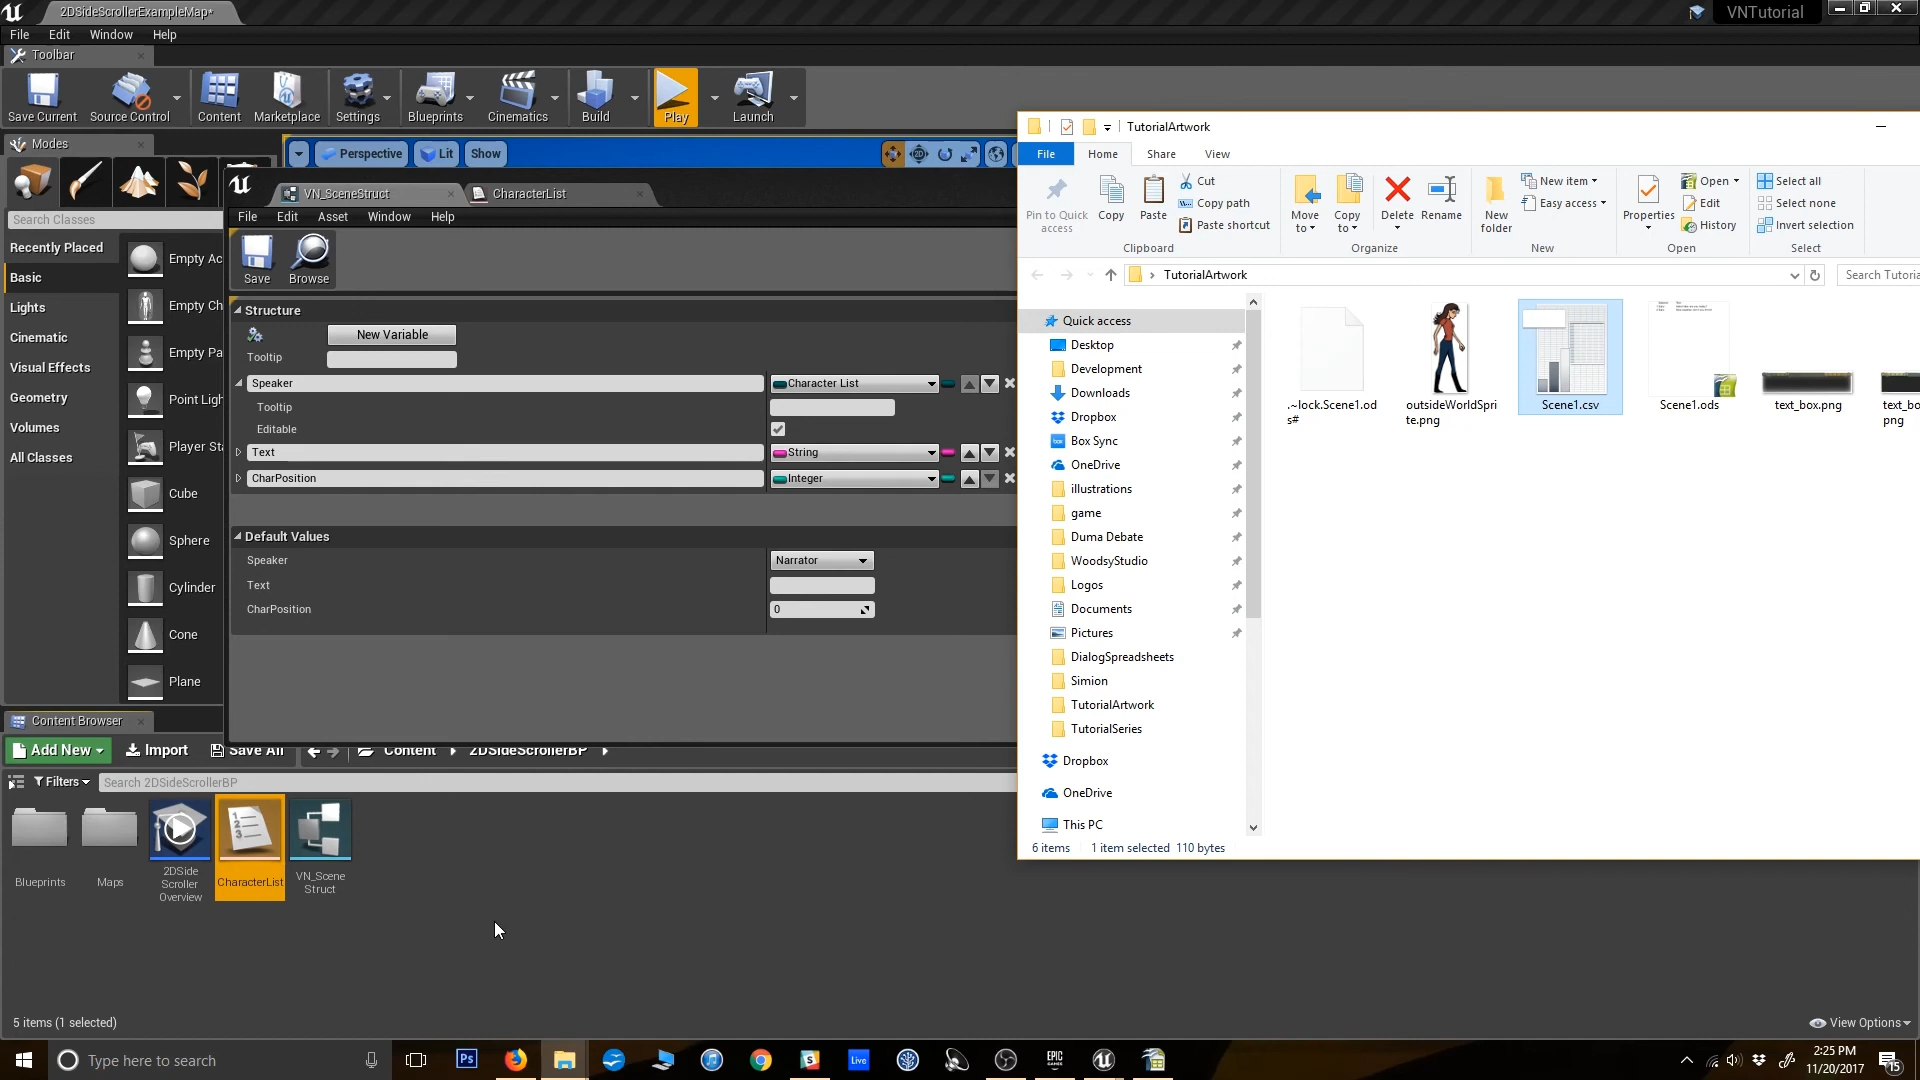 2DSideScrollerExampleMap*
VNTutorial
File Edit Window Help
Toolbar
Save Current Source Control Content Marketplace Settings Blueprints Cinematics Build Play Launch
Modes
Perspective Lit Show
Search Classes
Recently Placed
Basic
Lights
Cinematic
Visual Effects
Geometry
Volumes
All Classes
Empty Ac
Empty Ch
Empty Pa
Point Ligh
Player Sta
Cube
Sphere
Cylinder
Cone
Plane
VN_SceneStruct CharacterList
File Edit Asset Window Help
Save Browse
Structure
New Variable
Tooltip
Speaker Character List
Tooltip
Editable
Text String
CharPosition Integer
Default Values
Speaker Narrator
Text
CharPosition 0
TutorialArtwork
File Home Share View
Pin to Quick access
Copy
Paste
Cut
Copy path
Paste shortcut
Clipboard
Move to
Copy to
Delete
Rename
Organize
New folder
New item
Easy access
New
Properties
Open
Edit
History
Open
Select all
Select none
Invert selection
Select
TutorialArtwork
Search Tutoria
Quick access
Desktop
Development
Downloads
Dropbox
Box Sync
OneDrive
illustrations
game
Duma Debate
WoodsyStudio
Logos
Documents
Pictures
DialogSpreadsheets
Simion
TutorialArtwork
TutorialSeries
Dropbox
OneDrive
This PC
.~lock.Scene1.od
s#
outsideWorldSpri
te.png
Scene1.csv
Scene1.ods
text_box.png
text_bo
png
6 items 1 item selected 110 bytes
Content Browser
Add New Import Save All Content 2DSideScrollerBP
Filters Search 2DSideScrollerBP
Blueprints
Maps
2DSide
Scroller
Overview
CharacterList
VN_Scene
Struct
5 items (1 selected)
View Options
Type here to search
Ps
Live
EPIC
GAMES
2:25 PM
11/20/2017
15